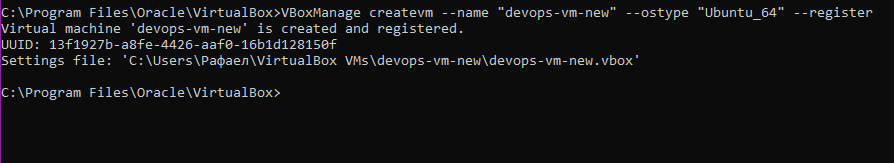 C:\Program Files\Oracle\VirtualBox>VBoxManage createvm --name "devops-vm-new" --ostype "Ubuntu_64" --register
Virtual machine 'devops-vm-new' is created and registered.
UUID: 13f1927b-a8fe-4426-aaf0-16b1d128150f
Settings file: 'C:\Users\Рафаел\VirtualBox VMs\devops-vm-new\devops-vm-new.vbox'
C:\Program Files\Oracle\VirtualBox>